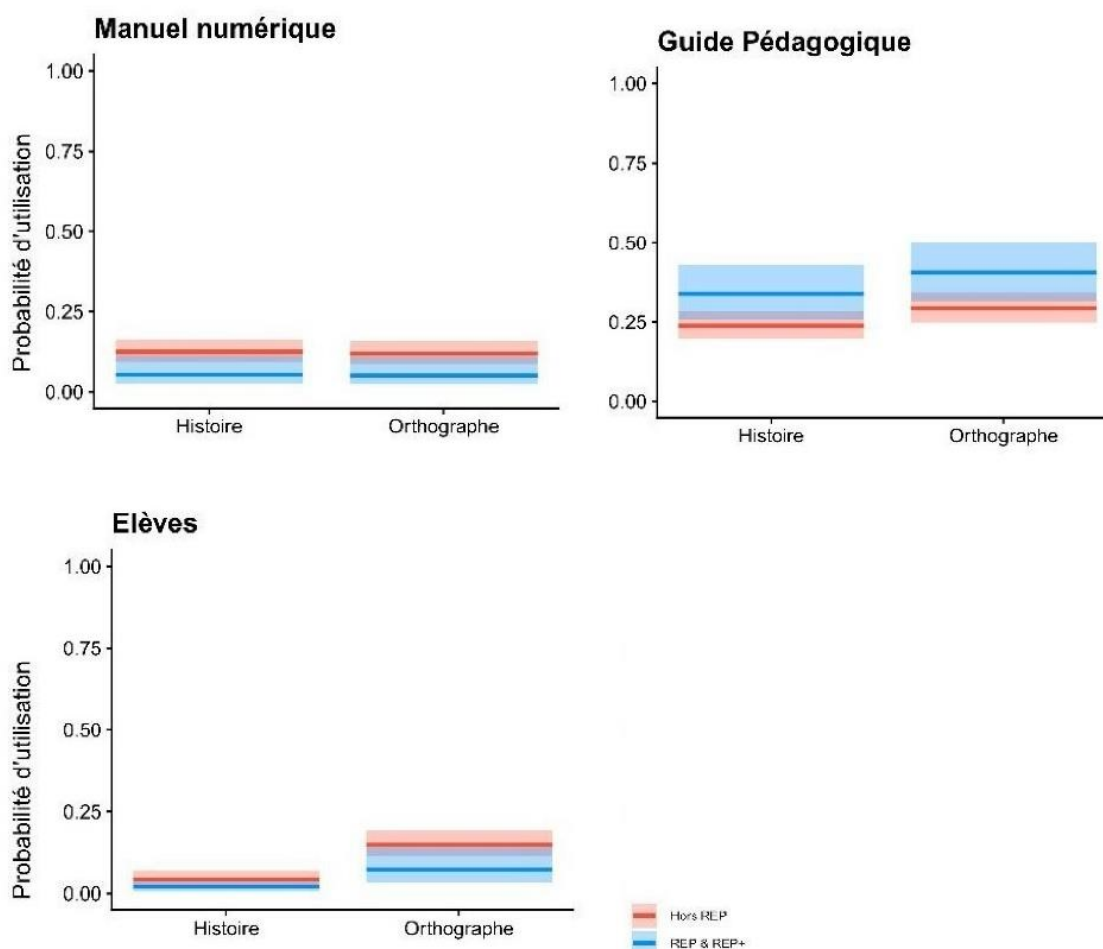 Manuel numérique
Probabilité d'utilisation
1.00
0.75
0.50
0.25
0.00
Histoire
Orthographe
Guide Pédagogique
1.00
0.75
0.50
0.25
0.00
Histoire
Orthographe
Elèves
Probabilité d'utilisation
1.00
0.75
0.50
0.25
0.00
Histoire
Orthographe
Hors REP
REP & REP+